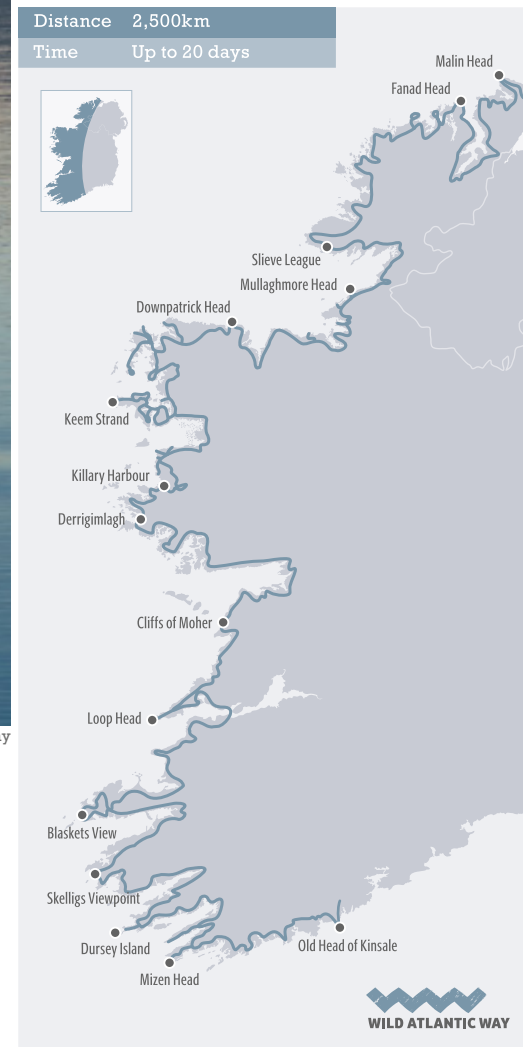 Distance 2,500km
Time Up to 20 days
Malin Head
Fanad Head
Slieve League
Mullaghmore Head
Downpatrick Head
Keem Strand
Killary Harbour
Derrigimlagh
Cliffs of Moher
Loop Head
Blaskets View
Skelligs Viewpoint
Dursey Island
Old Head of Kinsale
Mizen Head
WILD ATLANTIC WAY